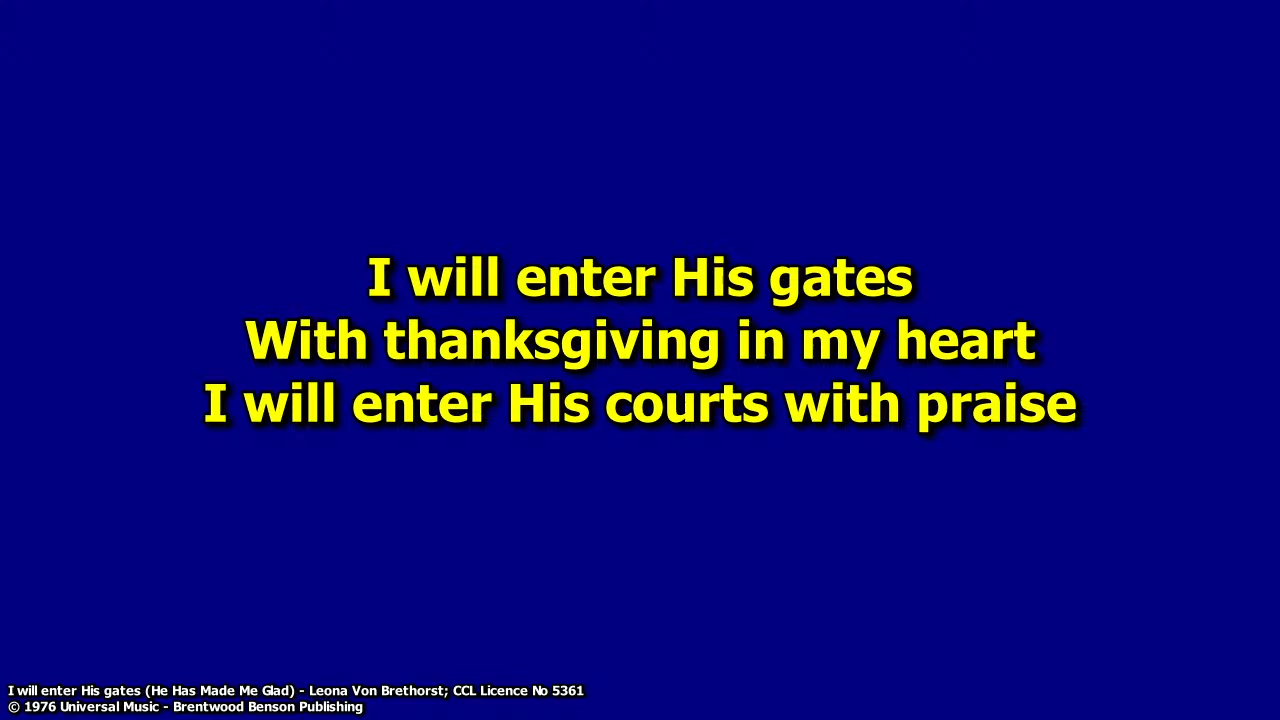 I will enter His gates
With thanksgiving in my heart
I will enter His courts with praise
I will enter His gates (He Has Made Me Glad) - Leona Von Brethorst; CCL Licence No 5361
© 1976 Universal Music - Brentwood Benson Publishing